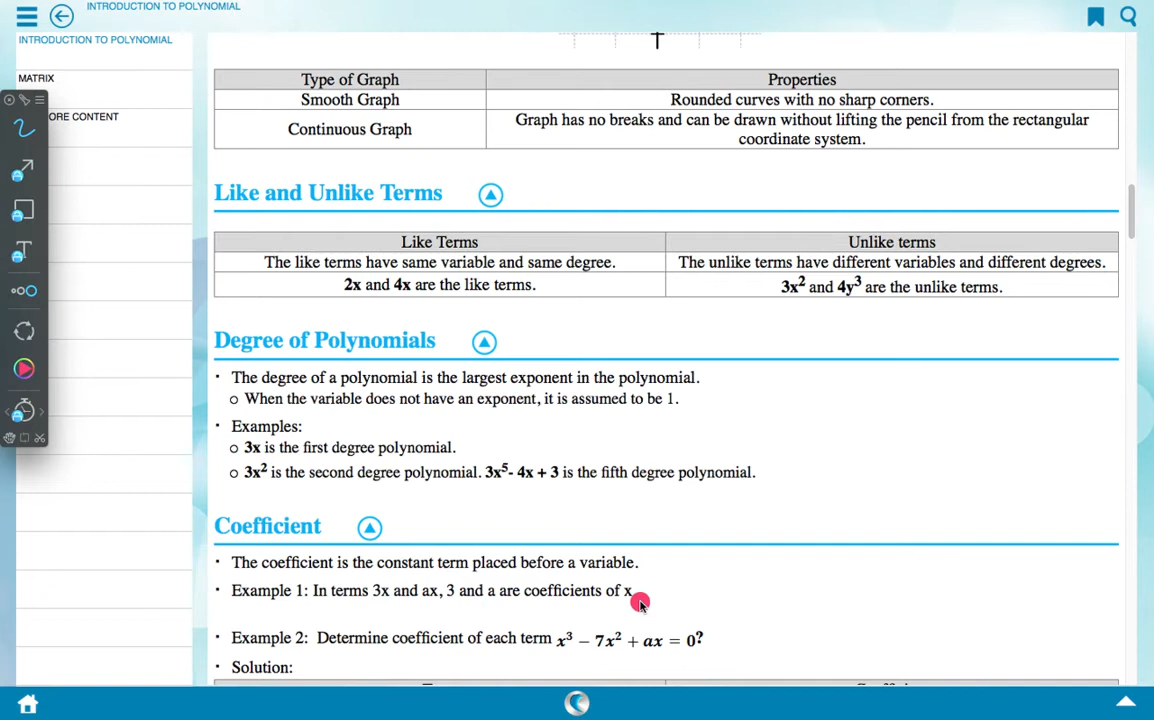 INTRODUCTION TO POLYNOMIAL
INTRODUCTION TO POLYNOMIAL
MATRIX
ORE CONTENT
Type of Graph Properties
Smooth Graph Rounded curves with no sharp corners.
Continuous Graph Graph has no breaks and can be drawn without lifting the pencil from the rectangular
coordinate system.
Like and Unlike Terms
Like Terms Unlike terms
The like terms have same variable and same degree. The unlike terms have different variables and different degrees.
2x and 4x are the like terms. 3x² and 4y³ are the unlike terms.
Degree of Polynomials
· The degree of a polynomial is the largest exponent in the polynomial.
o When the variable does not have an exponent, it is assumed to be 1.
· Examples:
o 3x is the first degree polynomial.
o 3x² is the second degree polynomial. 3x⁵- 4x + 3 is the fifth degree polynomial.
Coefficient
· The coefficient is the constant term placed before a variable.
· Example 1: In terms 3x and ax, 3 and a are coefficients of x
· Example 2: Determine coefficient of each term x³ − 7x² + ax = 0?
· Solution: